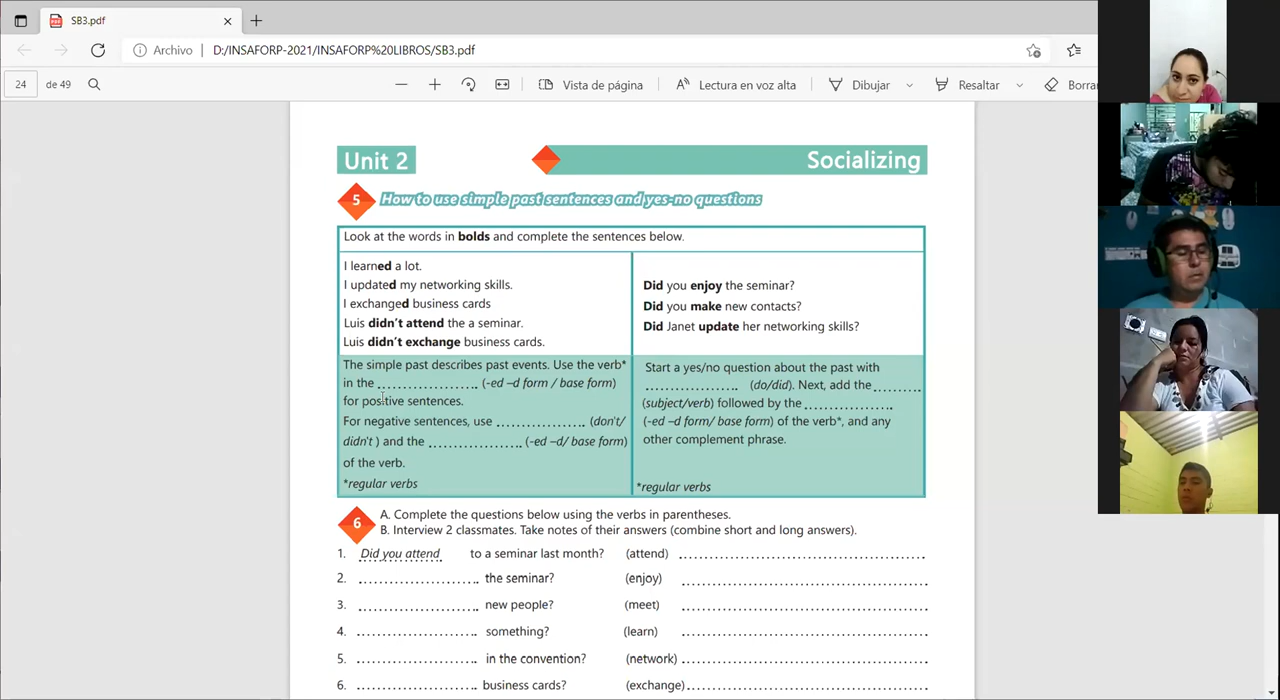 SB3.pdf
Archivo D:/INSAFORP-2021/INSAFORP%20LIBROS/SB3.pdf
24 de 49 Vista de página Lectura en voz alta Dibujar Resaltar Borrar
Unit 2 Socializing
5 How to use simple past sentences and yes-no questions
Look at the words in bolds and complete the sentences below.
I learned a lot.
I updated my networking skills.
I exchanged business cards
Luis didn't attend the a seminar.
Luis didn't exchange business cards.
Did you enjoy the seminar?
Did you make new contacts?
Did Janet update her networking skills?
The simple past describes past events. Use the verb*
in the .................... (-ed –d form / base form)
for positive sentences.
For negative sentences, use .................. (don't/
didn't ) and the ................... (-ed –d/ base form)
of the verb.
*regular verbs
Start a yes/no question about the past with
................... (do/did). Next, add the .........
(subject/verb) followed by the .................
(-ed –d form/ base form) of the verb*, and any
other complement phrase.
*regular verbs
6 A. Complete the questions below using the verbs in parentheses.
B. Interview 2 classmates. Take notes of their answers (combine short and long answers).
1. Did you attend to a seminar last month? (attend) ..................................................
2. ......................... the seminar? (enjoy) ..................................................
3. ......................... new people? (meet) ..................................................
4. ......................... something? (learn) ..................................................
5. ......................... in the convention? (network) ..................................................
6. ......................... business cards? (exchange) ..................................................